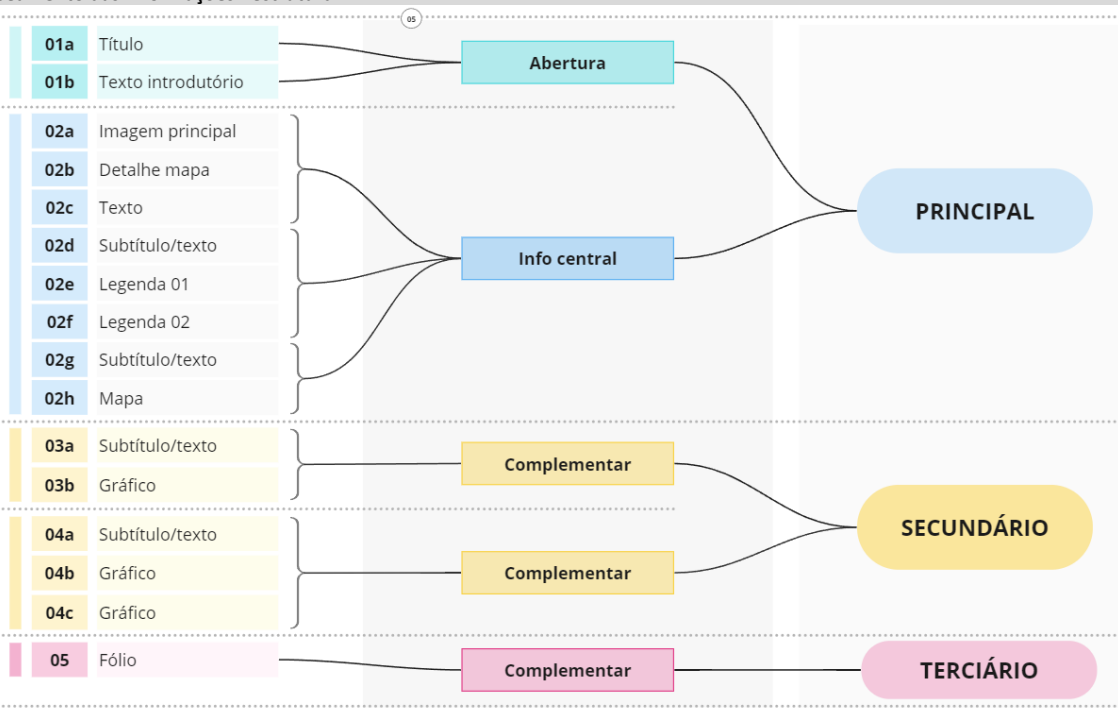 05
01a Título
01b Texto introdutório
Abertura
02a Imagem principal
02b Detalhe mapa
02c Texto
PRINCIPAL
02d Subtítulo/texto
Info central
02e Legenda 01
02f Legenda 02
02g Subtítulo/texto
02h Mapa
03a Subtítulo/texto
Complementar
03b Gráfico
SECUNDÁRIO
04a Subtítulo/texto
04b Gráfico
Complementar
04c Gráfico
05 Fólio
Complementar
TERCIÁRIO